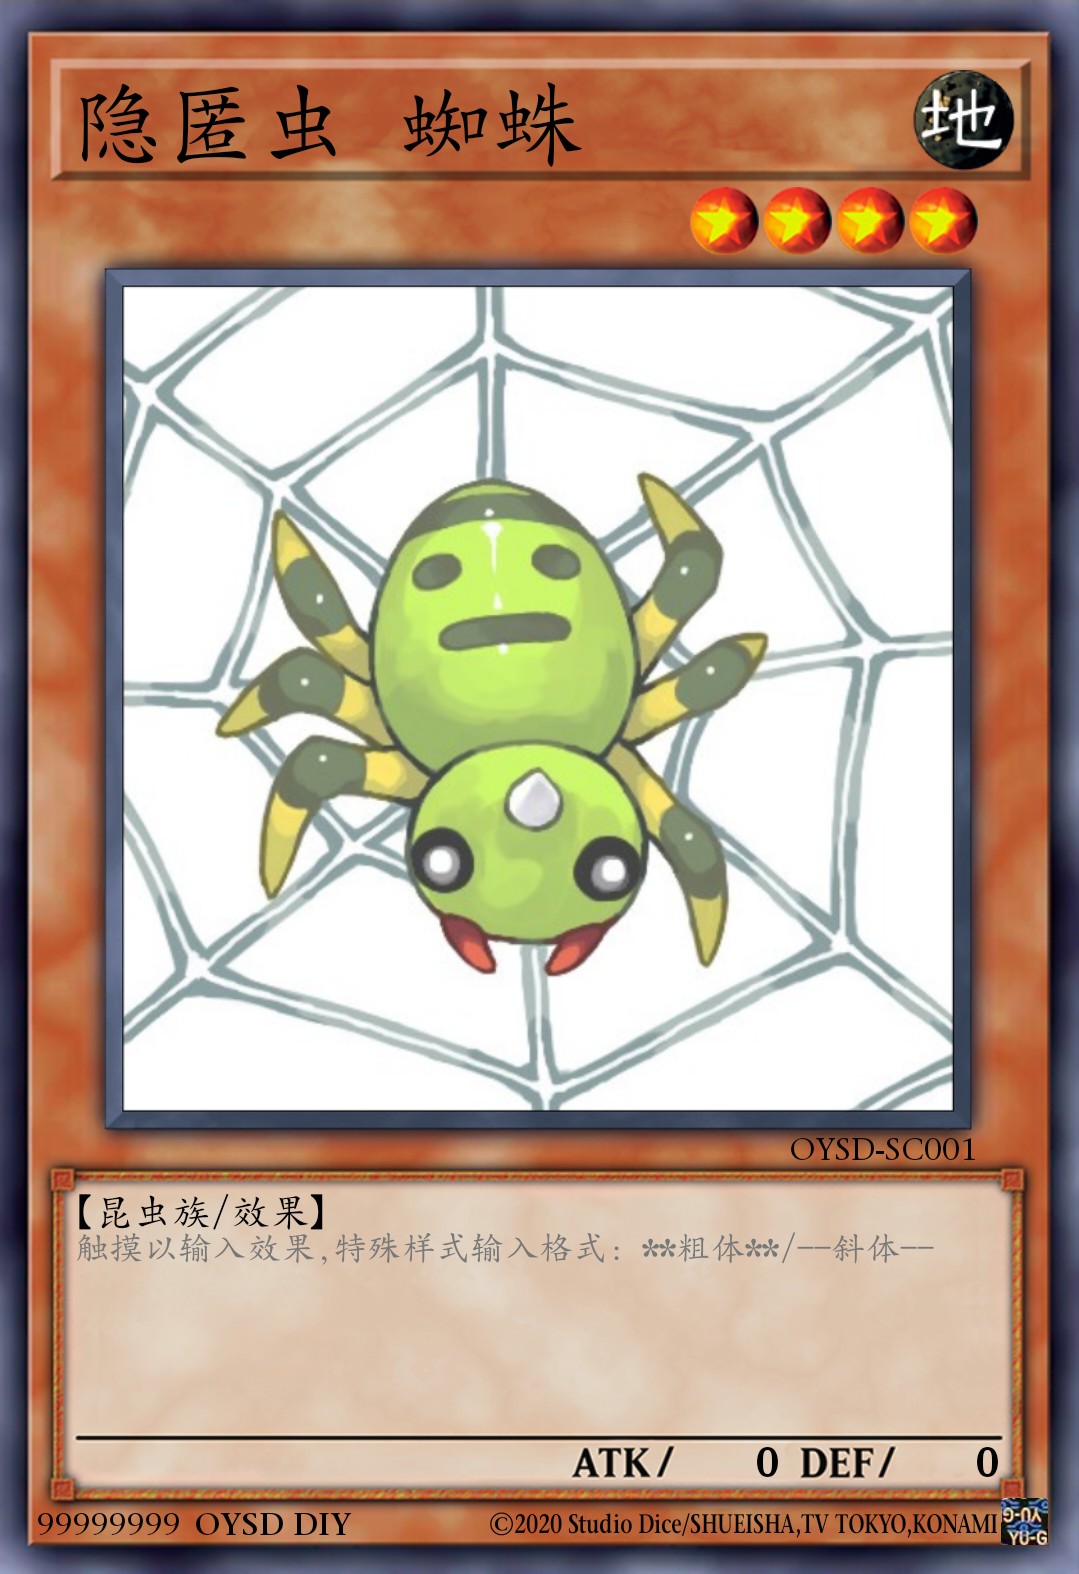 隐匿虫 蜘蛛
地
OYSD-SC001
【昆虫族/效果】
触摸以输入效果,特殊样式输入格式：**粗体**/--斜体--
ATK/ 0 DEF/ 0
99999999 OYSD DIY ©2020 Studio Dice/SHUEISHA,TV TOKYO,KONAMI